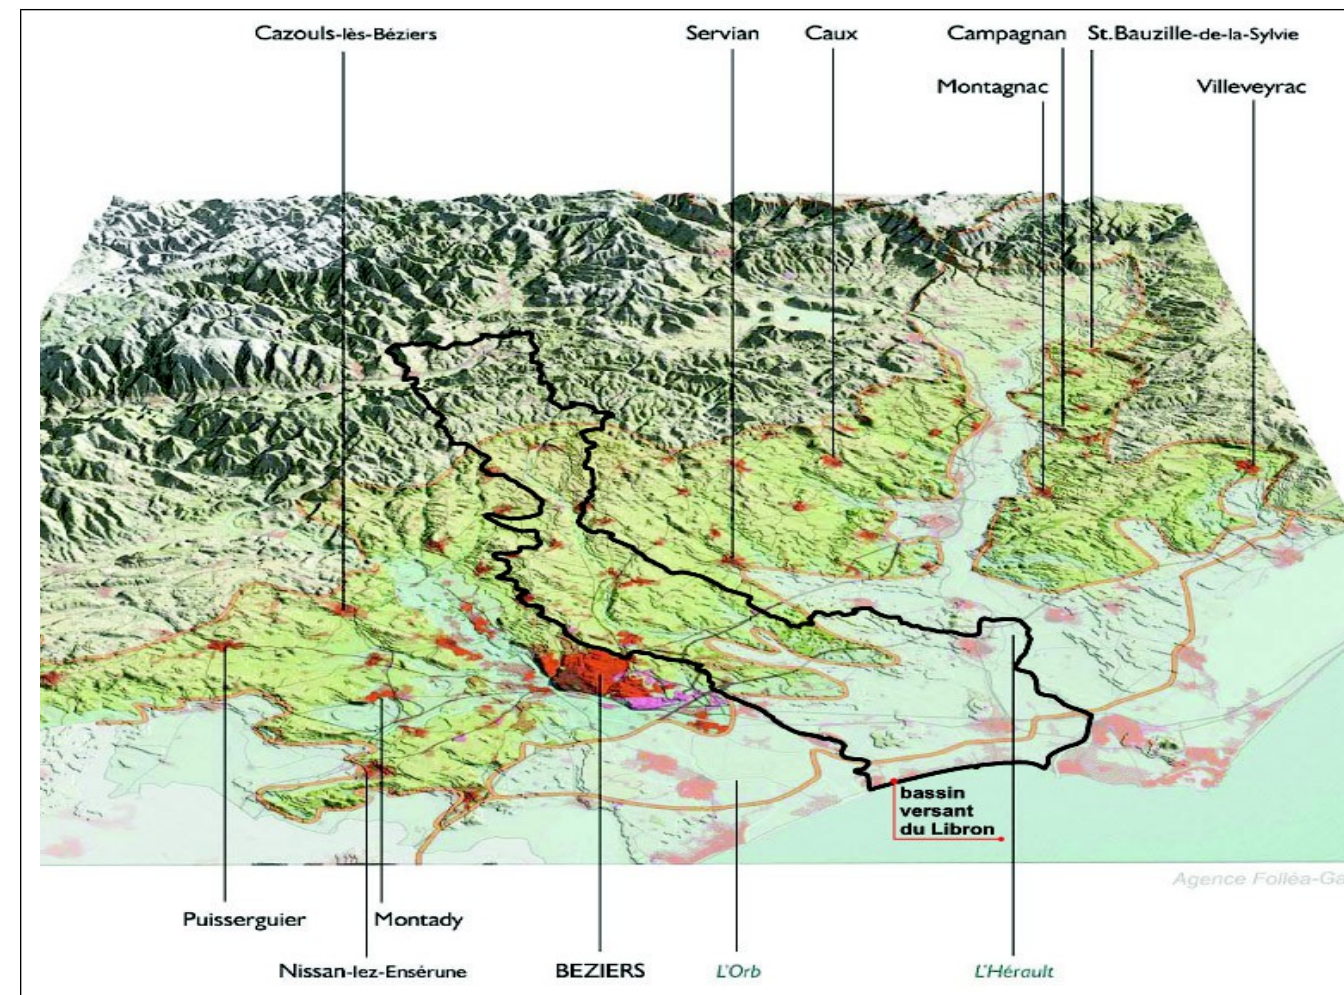 Cazouls-lès-Béziers
Servian
Caux
Campagnan
St.Bauzille-de-la-Sylvie
Montagnac
Villeveyrac
bassin
versant
du Libron
Agence Folléa-Ga
Puisserguier
Montady
Nissan-lez-Ensérune
BEZIERS
L'Orb
L'Hérault